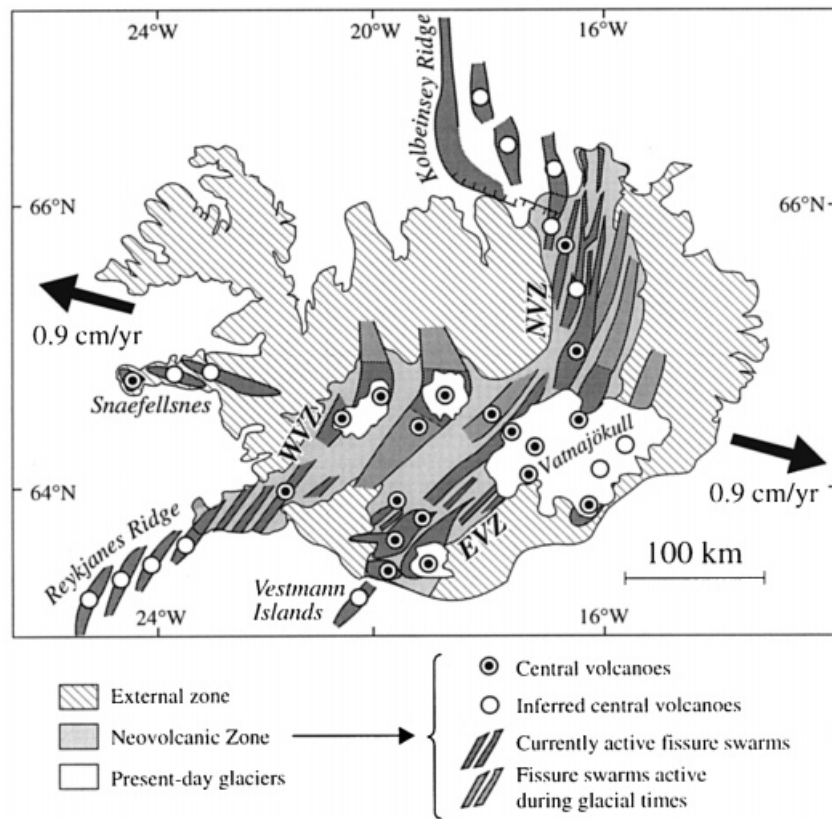 24°W
20°W
16°W
Kolbeinsey Ridge
66°N
66°N
0.9 cm/yr
NVZ
Snaefellsnes
WVZ
Vatnajökull
64°N
0.9 cm/yr
Reykjanes Ridge
EVZ
100 km
Vestmann
Islands
24°W
20°W
16°W
External zone
Neovolcanic Zone
Present-day glaciers
Central volcanoes
Inferred central volcanoes
Currently active fissure swarms
Fissure swarms active
during glacial times